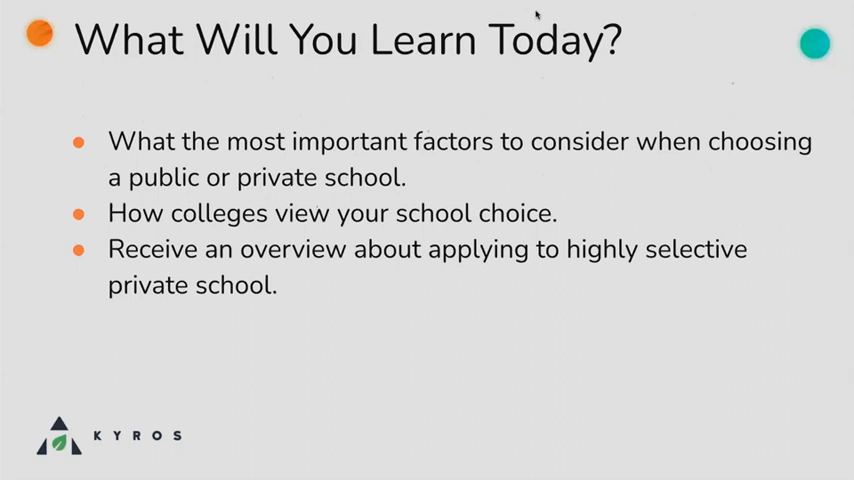 What Will You Learn Today?
What the most important factors to consider when choosing
a public or private school.
How colleges view your school choice.
Receive an overview about applying to highly selective
private school.
KYROS